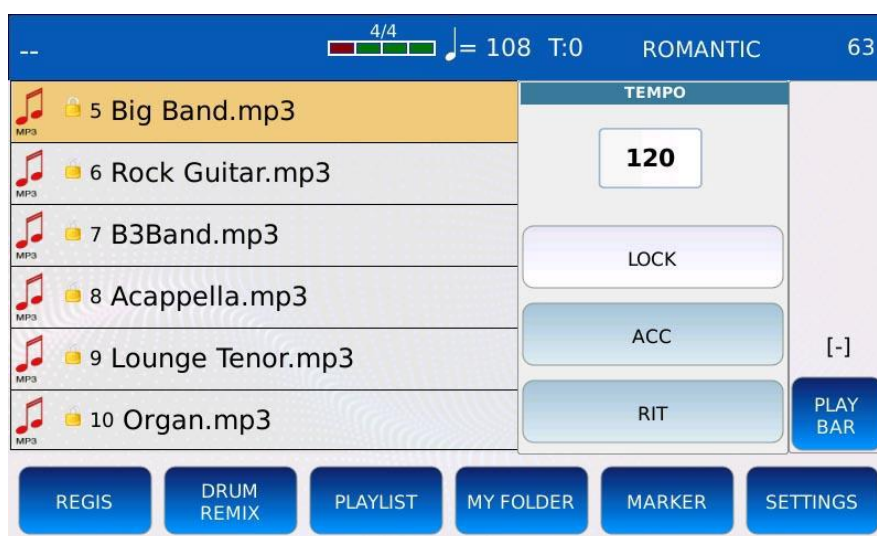 -- 4/4 ♩= 108 T:0 ROMANTIC 63
TEMPO
120
LOCK
ACC
RIT
MP3 5 Big Band.mp3
MP3 6 Rock Guitar.mp3
MP3 7 B3Band.mp3
MP3 8 Acappella.mp3
MP3 9 Lounge Tenor.mp3
MP3 10 Organ.mp3
[-]
PLAY
BAR
REGIS
DRUM
REMIX
PLAYLIST
MY FOLDER
MARKER
SETTINGS